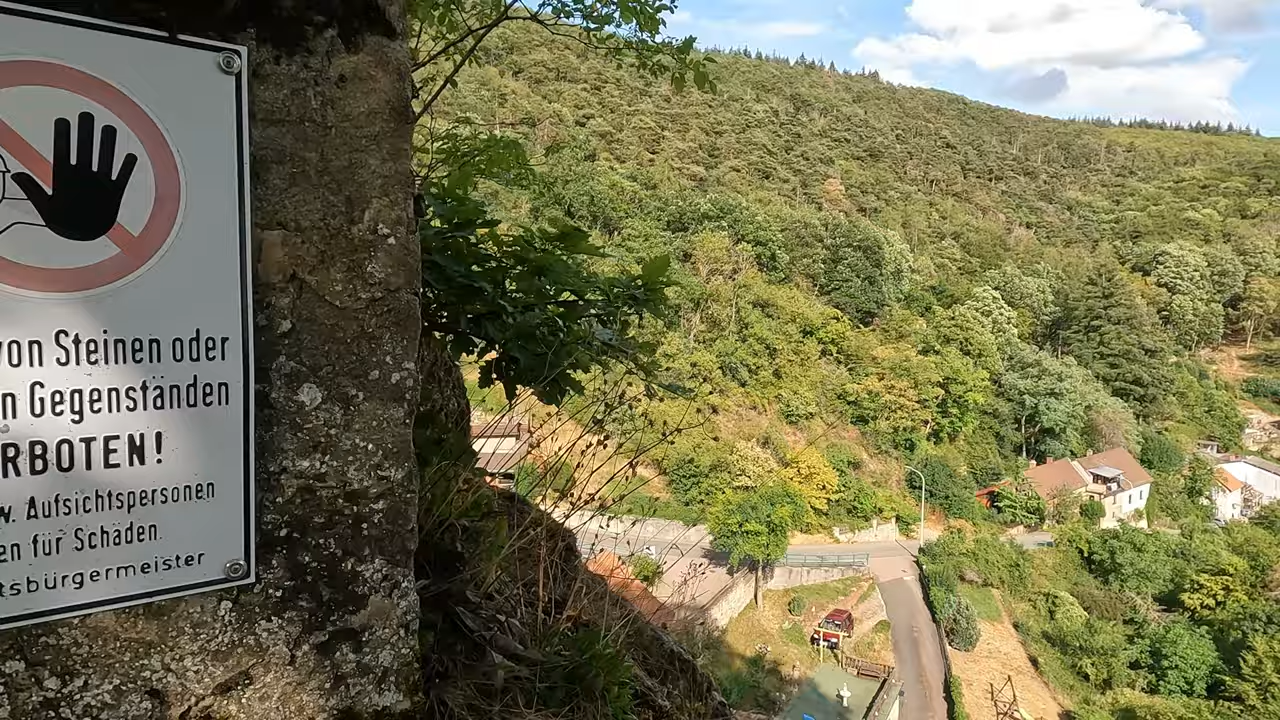 von Steinen oder
n Gegenständen
RBOTEN!
w. Aufsichtspersonen
en für Schäden.
tsbürgermeister